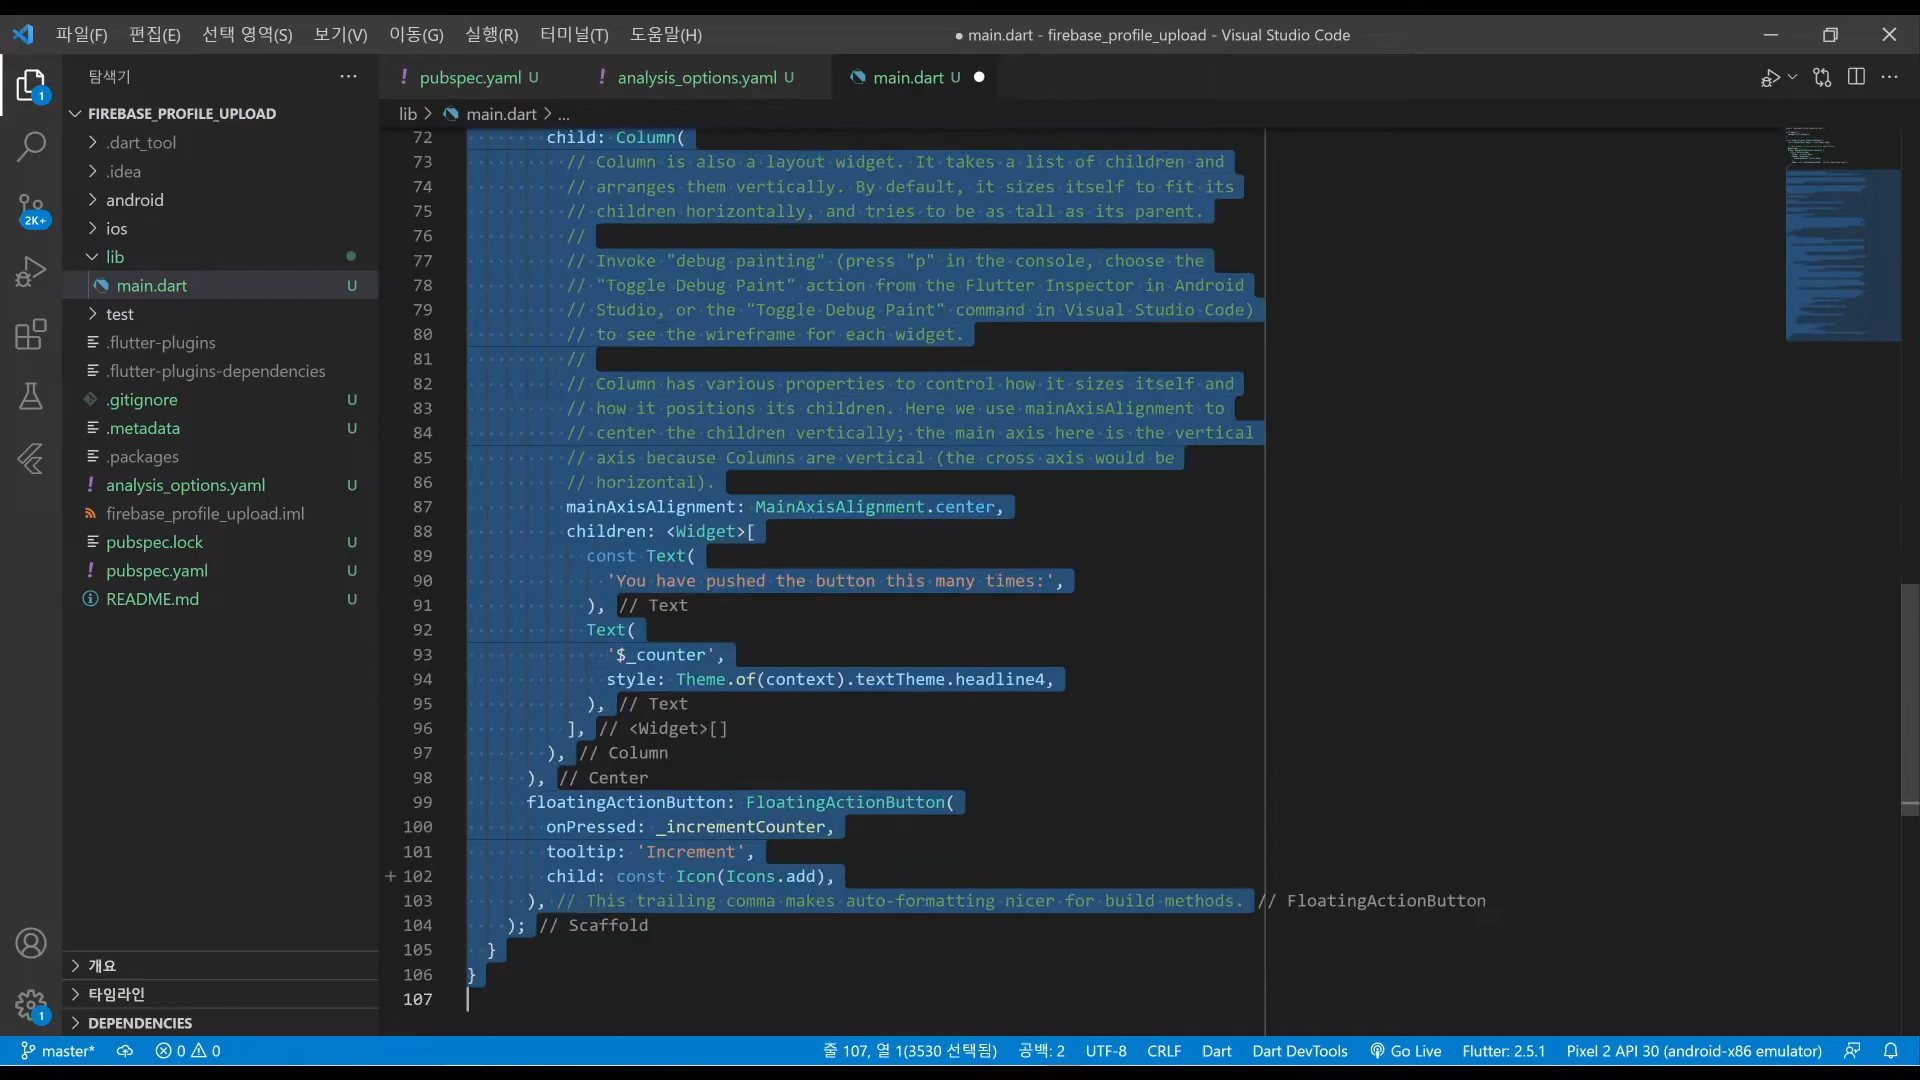 파일(F) 편집(E) 선택 영역(S) 보기(V) 이동(G) 실행(R) 터미널(T) 도움말(H)
● main.dart - firebase_profile_upload - Visual Studio Code
탐색기
pubspec.yaml U
analysis_options.yaml U
main.dart U
1
2K+
FIREBASE_PROFILE_UPLOAD
.dart_tool
.idea
android
ios
lib
main.dart U
test
.flutter-plugins
.flutter-plugins-dependencies
.gitignore U
.metadata U
.packages
analysis_options.yaml U
firebase_profile_upload.iml
pubspec.lock U
pubspec.yaml U
README.md U
개요
타임라인
DEPENDENCIES
1
lib > main.dart > ...
72 child: Column(
73 // Column is also a layout widget. It takes a list of children and
74 // arranges them vertically. By default, it sizes itself to fit its
75 // children horizontally, and tries to be as tall as its parent.
76 //
77 // Invoke "debug painting" (press "p" in the console, choose the
78 // "Toggle Debug Paint" action from the Flutter Inspector in Android
79 // Studio, or the "Toggle Debug Paint" command in Visual Studio Code)
80 // to see the wireframe for each widget.
81 //
82 // Column has various properties to control how it sizes itself and
83 // how it positions its children. Here we use mainAxisAlignment to
84 // center the children vertically; the main axis here is the vertical
85 // axis because Columns are vertical (the cross axis would be
86 // horizontal).
87 mainAxisAlignment: MainAxisAlignment.center,
88 children: <Widget>[
89 const Text(
90 'You have pushed the button this many times:',
91 ), // Text
92 Text(
93 '$_counter',
94 style: Theme.of(context).textTheme.headline4,
95 ), // Text
96 ], // <Widget>[]
97 ), // Column
98 ), // Center
99 floatingActionButton: FloatingActionButton(
100 onPressed: _incrementCounter,
101 tooltip: 'Increment',
102 child: const Icon(Icons.add),
103 ), // This trailing comma makes auto-formatting nicer for build methods. // FloatingActionButton
104 ); // Scaffold
105 }
106 }
107
master* 0 0 줄 107, 열 1(3530 선택됨) 공백: 2 UTF-8 CRLF Dart Dart DevTools Go Live Flutter: 2.5.1 Pixel 2 API 30 (android-x86 emulator)